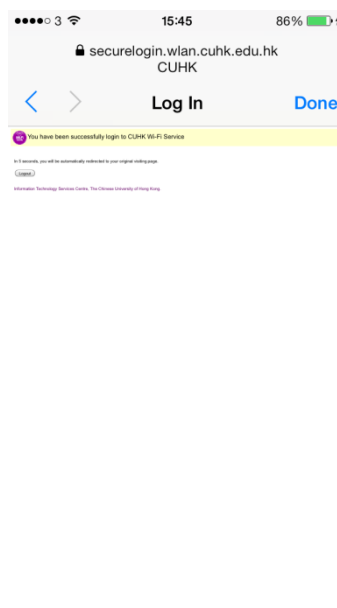 3 15:45 86%
securelogin.wlan.cuhk.edu.hk
CUHK
Log In Done
You have been successfully login to CUHK Wi-Fi Service
In 5 seconds, you will be automatically redirected to your original visiting page.
Logout
Information Technology Services Centre, The Chinese University of Hong Kong